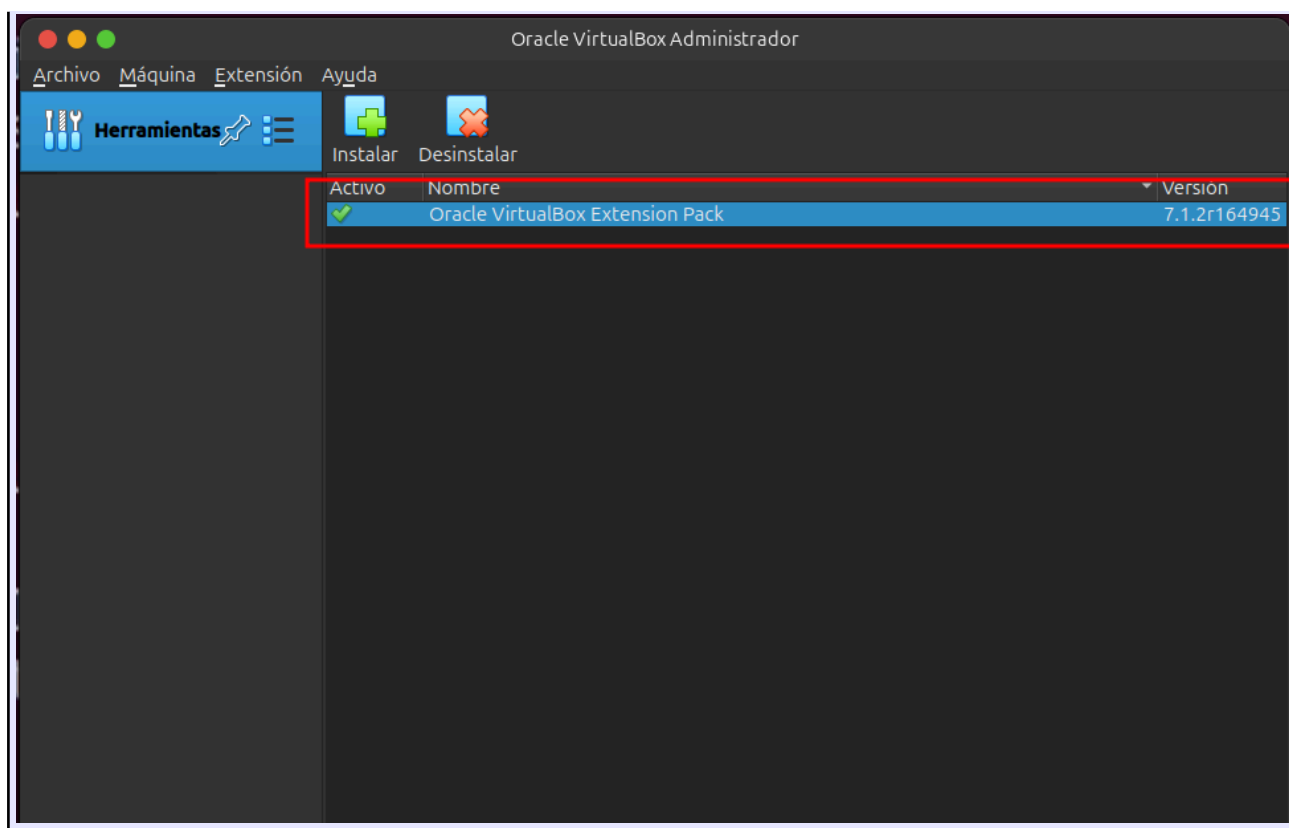 Oracle VirtualBox Administrador
Archivo Máquina Extensión Ayuda
Herramientas
Instalar Desinstalar
Activo Nombre Versión
Oracle VirtualBox Extension Pack 7.1.2r164945